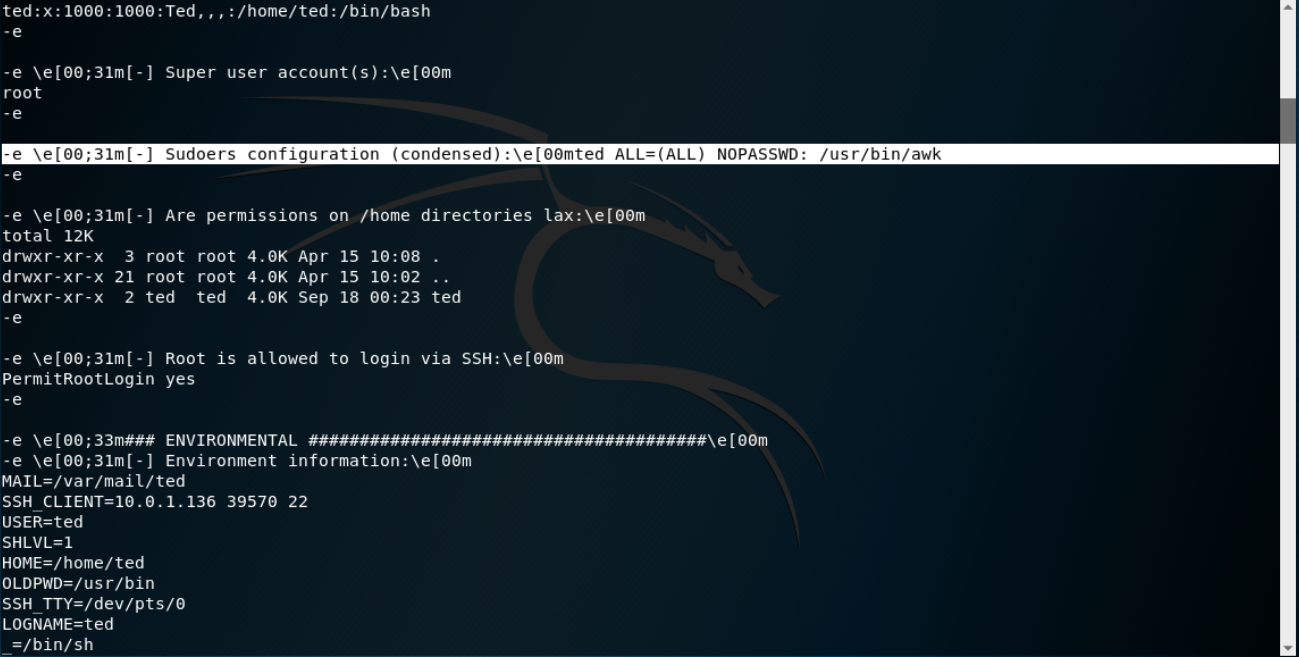 ted:x:1000:1000:Ted,,,:/home/ted:/bin/bash
-e
-e \e[00;31m[-] Super user account(s):\e[00m
root
-e
-e \e[00;31m[-] Sudoers configuration (condensed):\e[00mted ALL=(ALL) NOPASSWD: /usr/bin/awk
-e
-e \e[00;31m[-] Are permissions on /home directories lax:\e[00m
total 12K
drwxr-xr-x  3 root root 4.0K Apr 15 10:08 .
drwxr-xr-x 21 root root 4.0K Apr 15 10:02 ..
drwxr-xr-x  2 ted  ted  4.0K Sep 18 00:23 ted
-e
-e \e[00;31m[-] Root is allowed to login via SSH:\e[00m
PermitRootLogin yes
-e
-e \e[00;33m### ENVIRONMENTAL #######################################\e[00m
-e \e[00;31m[-] Environment information:\e[00m
MAIL=/var/mail/ted
SSH_CLIENT=10.0.1.136 39570 22
USER=ted
SHLVL=1
HOME=/home/ted
OLDPWD=/usr/bin
SSH_TTY=/dev/pts/0
LOGNAME=ted
_=/bin/sh